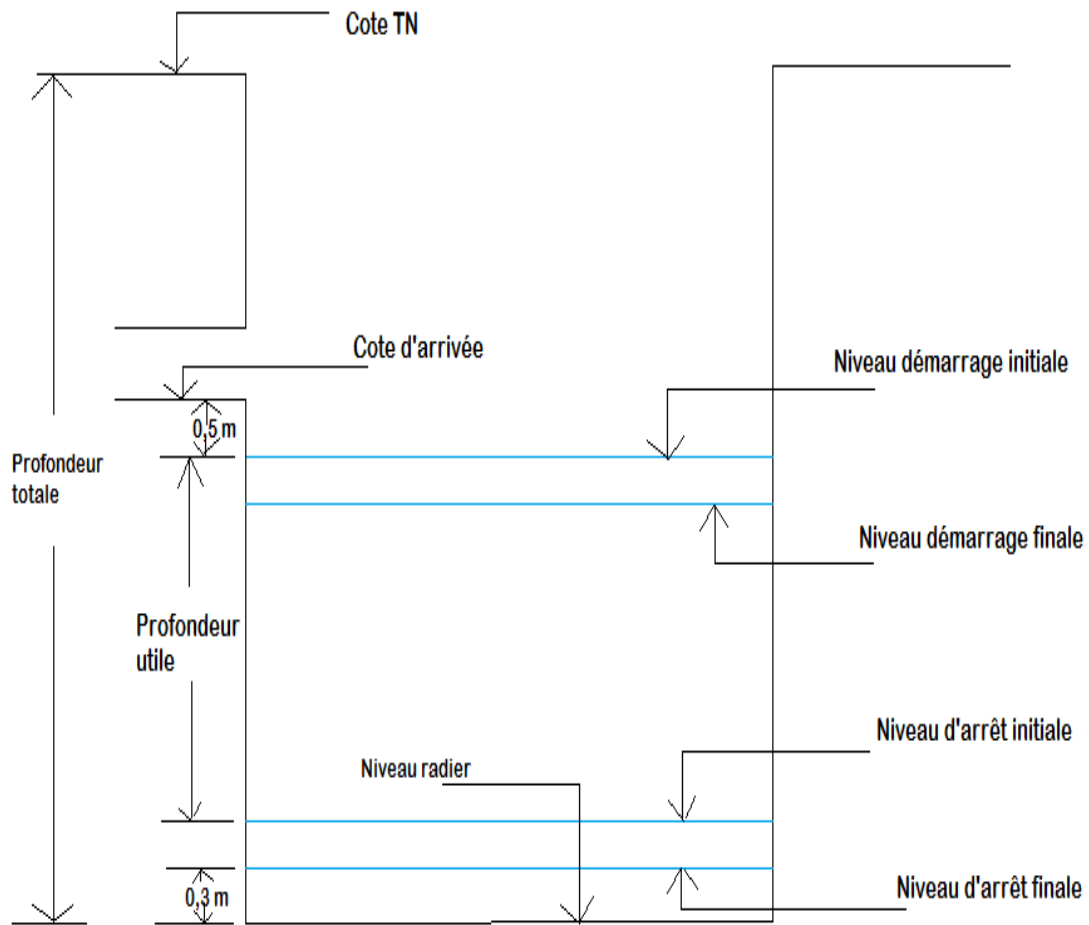 Cote TN
Cote d'arrivée
Niveau démarrage initiale
0,5 m
Profondeur
totale
Niveau démarrage finale
Profondeur
utile
Niveau d'arrêt initiale
Niveau radier
0,3 m
Niveau d'arrêt finale